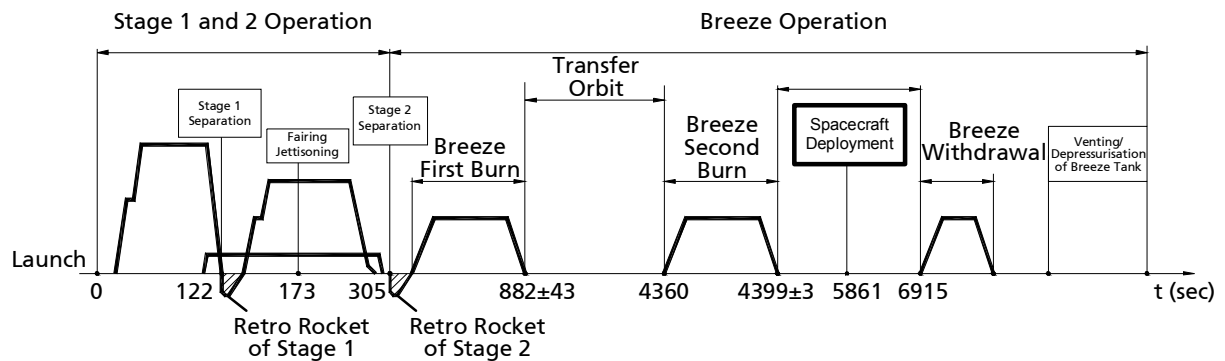 Stage 1 and 2 Operation
Breeze Operation
Transfer
Orbit
Stage 1
Separation
Stage 2
Separation
Fairing
Jettisoning
Breeze
First Burn
Breeze
Second
Burn
Spacecraft
Deployment
Breeze
Withdrawal
Venting/
Depressurisation
of Breeze Tank
Launch
0
122
173
305
882±43
4360
4399±3
5861
6915
t (sec)
Retro Rocket
of Stage 1
Retro Rocket
of Stage 2